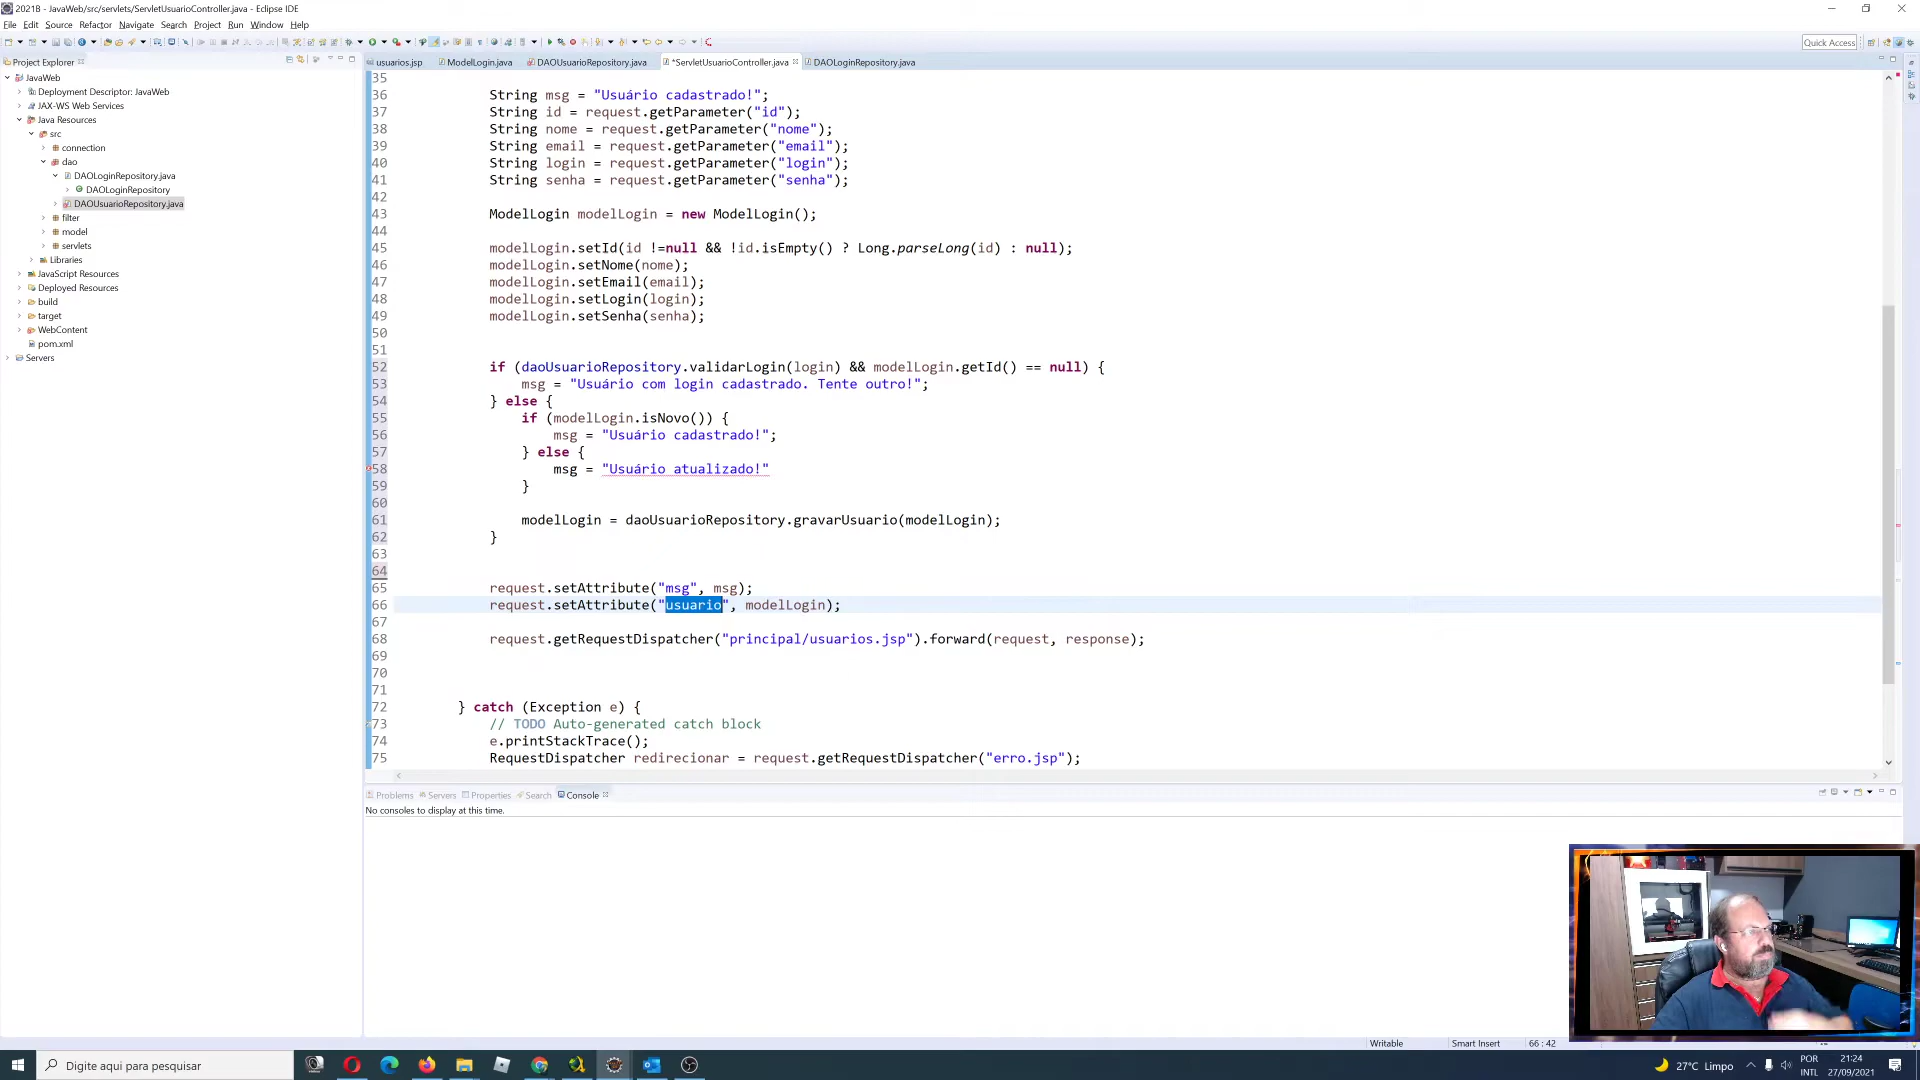 2021B - JavaWeb/src/servlets/ServletUsuarioController.java - Eclipse IDE
File Edit Source Refactor Navigate Search Project Run Window Help
Quick Access
Project Explorer
JavaWeb
Deployment Descriptor: JavaWeb
JAX-WS Web Services
Java Resources
src
connection
dao
DAOLoginRepository.java
DAOLoginRepository
DAOUsuarioRepository.java
filter
model
servlets
Libraries
JavaScript Resources
Deployed Resources
build
target
WebContent
pom.xml
Servers
usuarios.jsp ModelLogin.java DAOUsuarioRepository.java *ServletUsuarioController.java DAOLoginRepository.java
35
36 String msg = "Usuário cadastrado!";
37 String id = request.getParameter("id");
38 String nome = request.getParameter("nome");
39 String email = request.getParameter("email");
40 String login = request.getParameter("login");
41 String senha = request.getParameter("senha");
42
43 ModelLogin modelLogin = new ModelLogin();
44
45 modelLogin.setId(id !=null && !id.isEmpty() ? Long.parseLong(id) : null);
46 modelLogin.setNome(nome);
47 modelLogin.setEmail(email);
48 modelLogin.setLogin(login);
49 modelLogin.setSenha(senha);
50
51
52 if (daoUsuarioRepository.validarLogin(login) && modelLogin.getId() == null) {
53 msg = "Usuário com login cadastrado. Tente outro!";
54 } else {
55 if (modelLogin.isNovo()) {
56 msg = "Usuário cadastrado!";
57 } else {
58 msg = "Usuário atualizado!"
59 }
60
61 modelLogin = daoUsuarioRepository.gravarUsuario(modelLogin);
62 }
63
64
65 request.setAttribute("msg", msg);
66 request.setAttribute("usuario", modelLogin);
67
68 request.getRequestDispatcher("principal/usuarios.jsp").forward(request, response);
69
70
71
72 } catch (Exception e) {
73 // TODO Auto-generated catch block
74 e.printStackTrace();
75 RequestDispatcher redirecionar = request.getRequestDispatcher("erro.jsp");
Problems Servers Properties Search Console
No consoles to display at this time.
Writable Smart Insert 66 : 42
Digite aqui para pesquisar
27°C Limpo
POR
INTL
21:24
27/09/2021